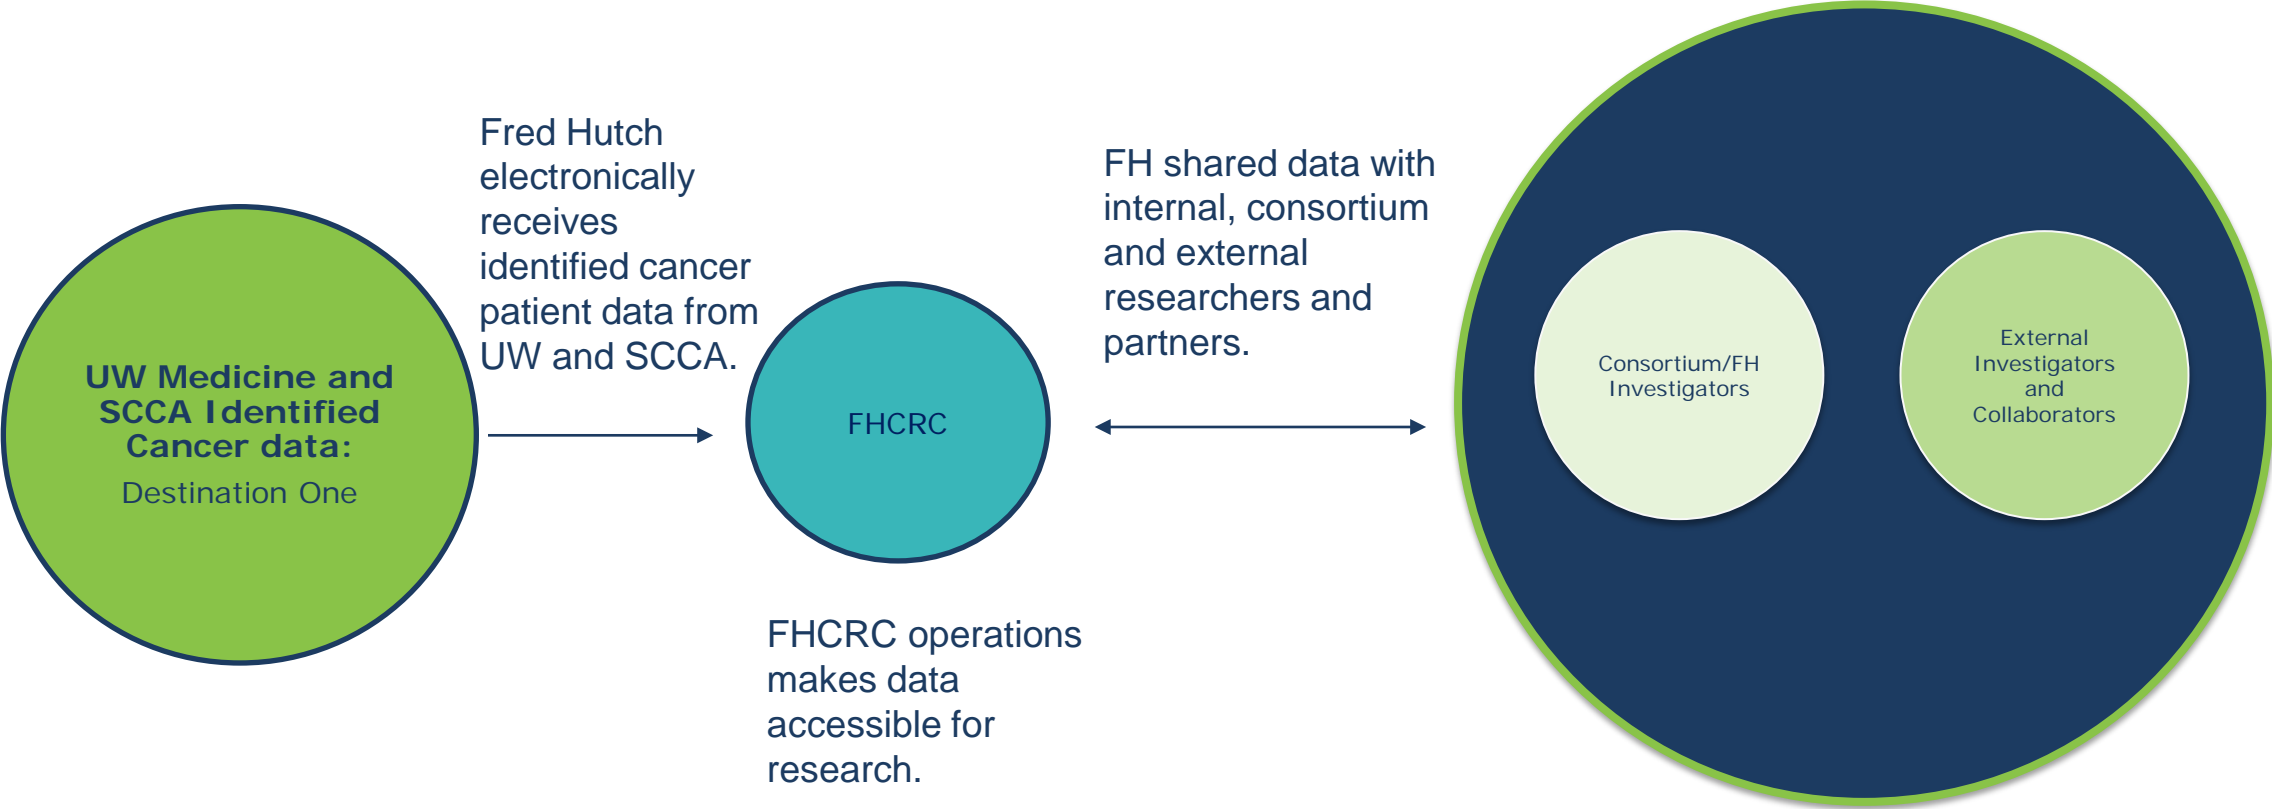 UW Medicine and
SCCA Identified
Cancer data:
Destination One
Fred Hutch
electronically
receives
identified cancer
patient data from
UW and SCCA.
FHCRC
FHCRC operations
makes data
accessible for
research.
FH shared data with
internal, consortium
and external
researchers and
partners.
Consortium/FH
Investigators
External
Investigators
and
Collaborators